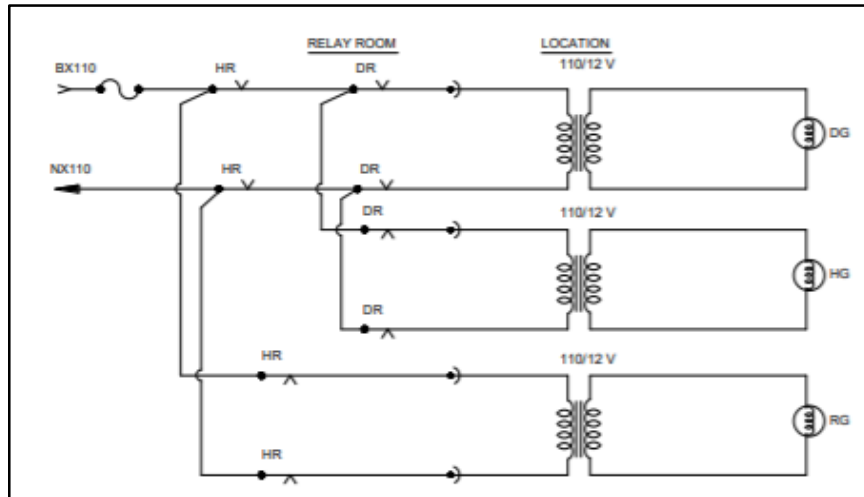 RELAY ROOM LOCATION
BX110 HR DR 110/12 V
DG
NX110 HR DR
DR 110/12 V
HG
DR
HR 110/12 V
RG
HR